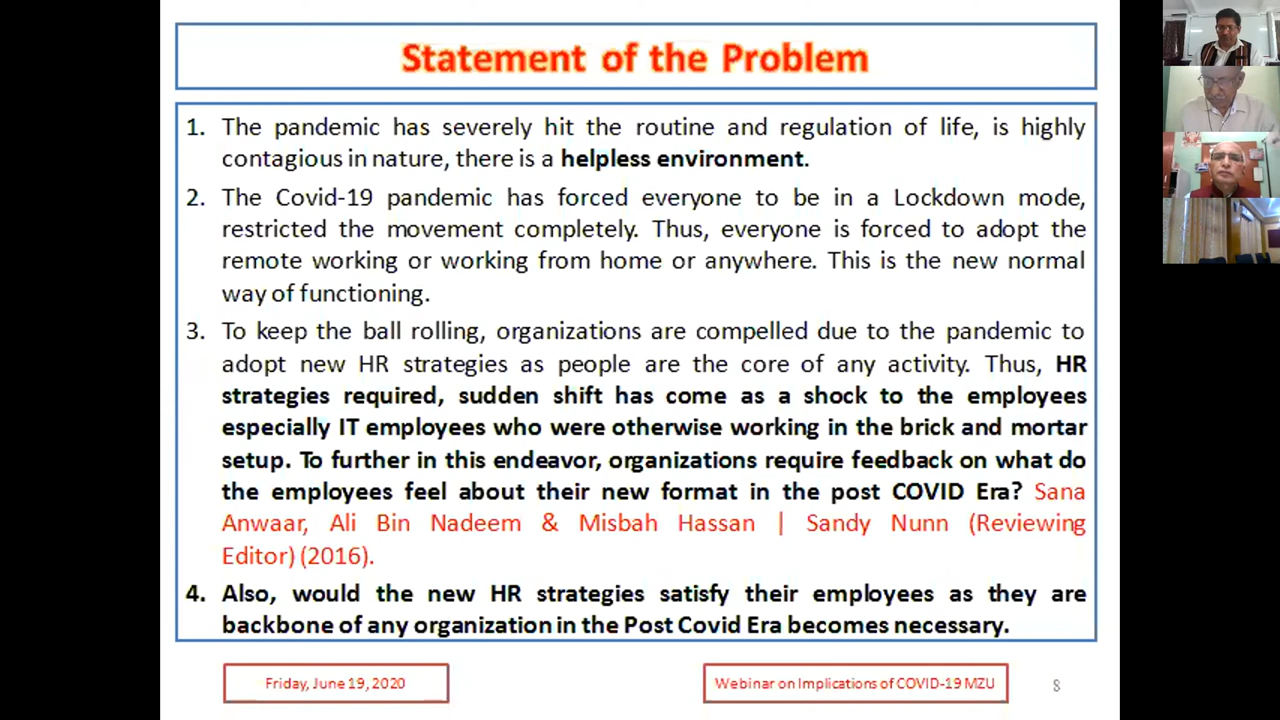 Statement of the Problem
1. The pandemic has severely hit the routine and regulation of life, is highly
contagious in nature, there is a helpless environment.
2. The Covid-19 pandemic has forced everyone to be in a Lockdown mode,
restricted the movement completely. Thus, everyone is forced to adopt the
remote working or working from home or anywhere. This is the new normal
way of functioning.
3. To keep the ball rolling, organizations are compelled due to the pandemic to
adopt new HR strategies as people are the core of any activity. Thus, HR
strategies required, sudden shift has come as a shock to the employees
especially IT employees who were otherwise working in the brick and mortar
setup. To further in this endeavor, organizations require feedback on what do
the employees feel about their new format in the post COVID Era? Sana
Anwaar, Ali Bin Nadeem & Misbah Hassan | Sandy Nunn (Reviewing
Editor) (2016).
4. Also, would the new HR strategies satisfy their employees as they are
backbone of any organization in the Post Covid Era becomes necessary.
Friday, June 19, 2020
Webinar on Implications of COVID-19 MZU
8